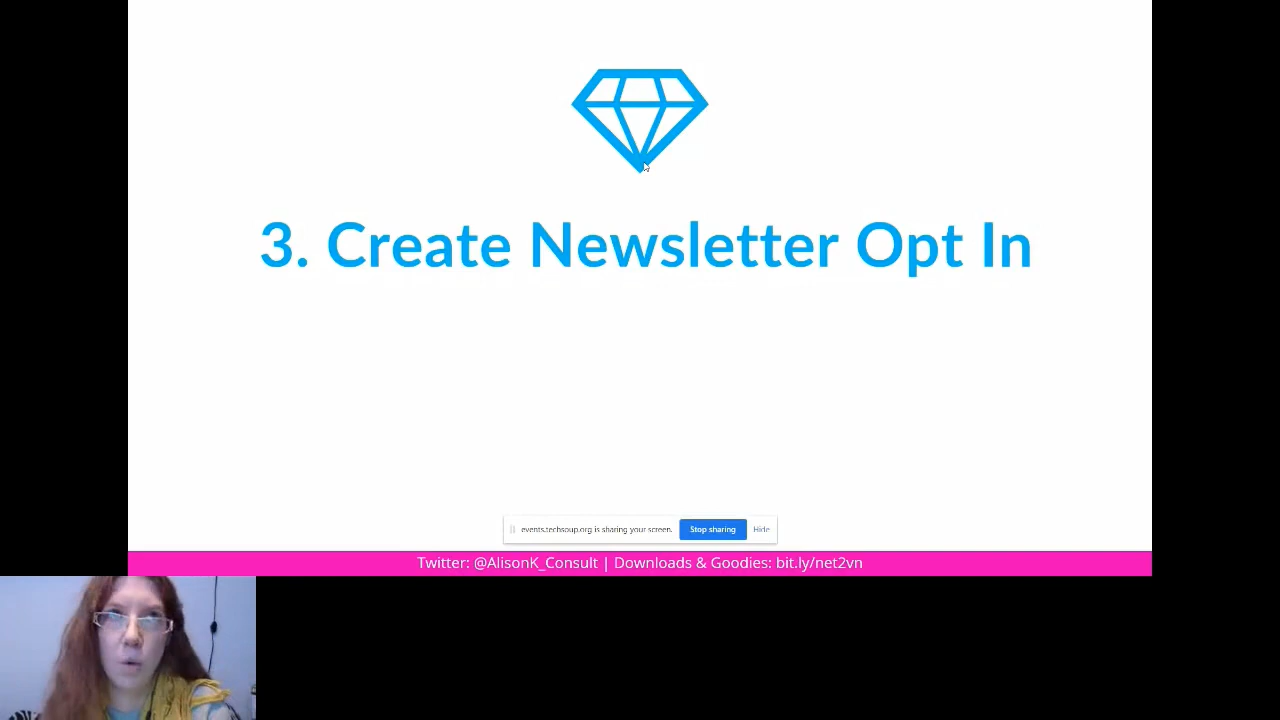 3. Create Newsletter Opt In
events.techsoup.org is sharing your screen. Stop sharing Hide
Twitter: @AlisonK_Consult | Downloads & Goodies: bit.ly/net2vn